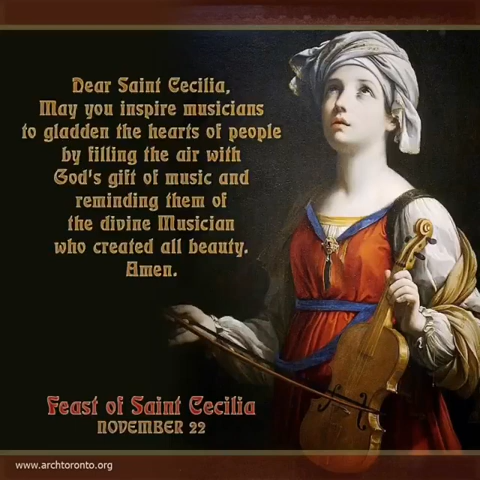 Dear Saint Cecilia,
May you inspire musicians
to gladden the hearts of people
by filling the air with
God's gift of music and
reminding them of
the divine Musician
who created all beauty.
Amen.
Feast of Saint Cecilia
NOVEMBER 22
www.archtoronto.org